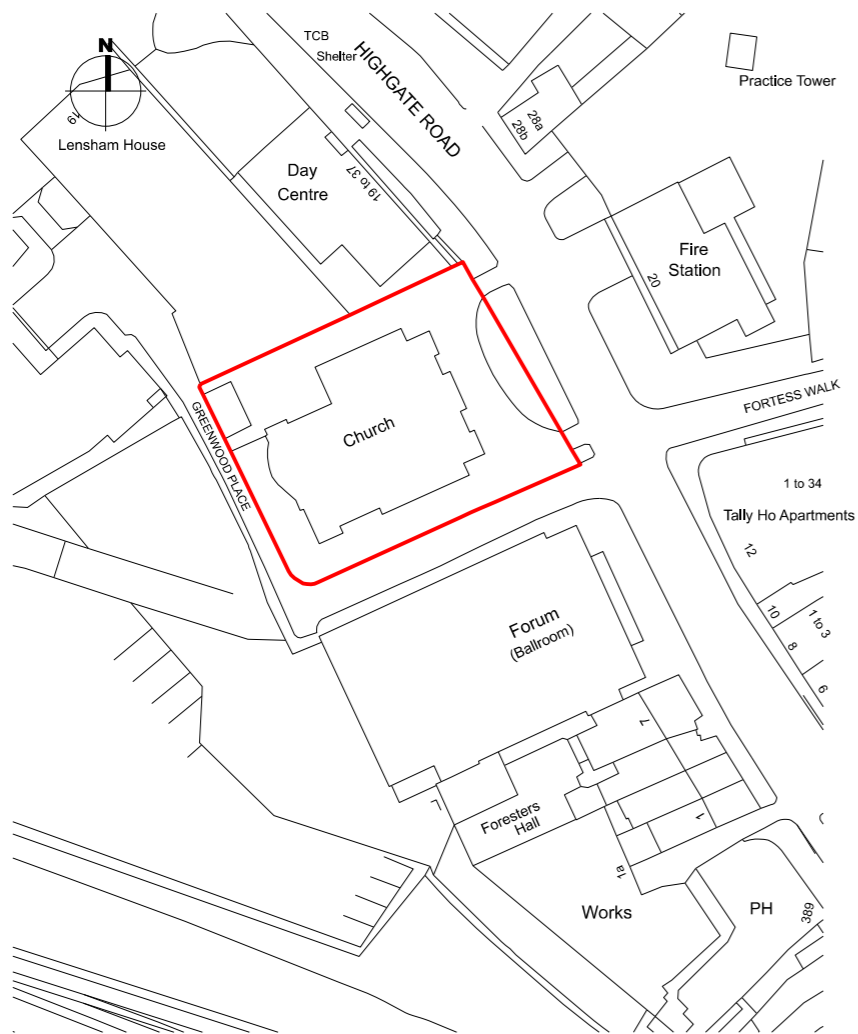 TCB
Shelter
HIGHGATE ROAD
N
Practice Tower
28a
28b
79
Lensham House
Day
Centre
19 to 37
Fire
Station
20
FORTESS WALK
GREENWOOD PLACE
Church
1 to 34
Tally Ho Apartments
12
10
8
1 to 3
6
Forum
(Ballroom)
7
Foresters
Hall
1
1a
Works
PH
389